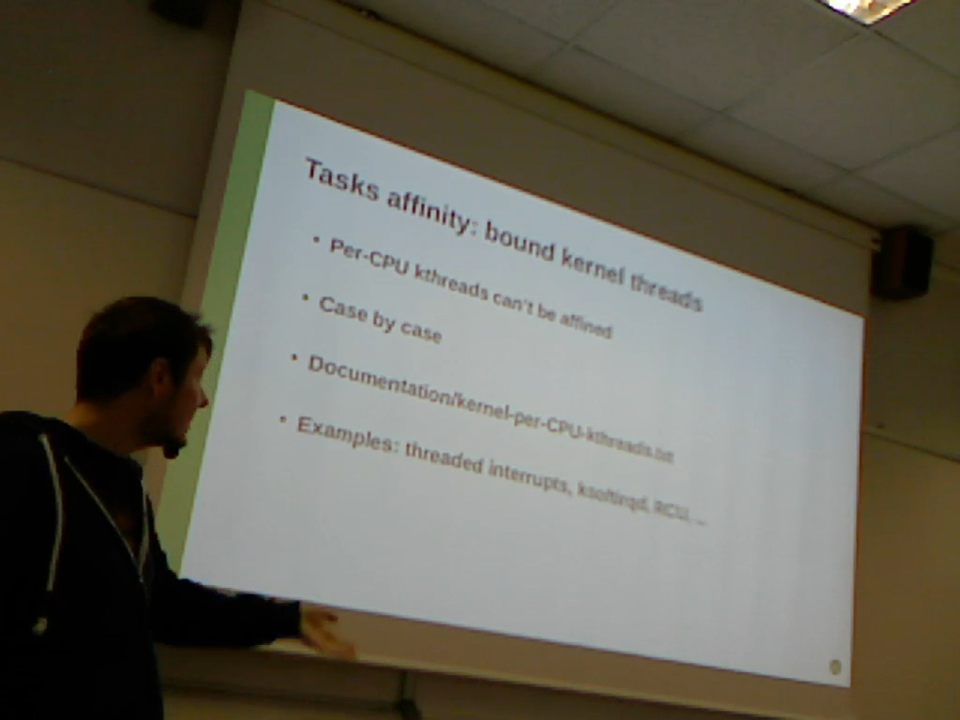 Tasks affinity: bound kernel threads
• Per-CPU kthreads can't be affined
• Case by case
• Documentation/kernel-per-CPU-kthreads.txt
• Examples: threaded interrupts, ksoftirqd, RCU, ...